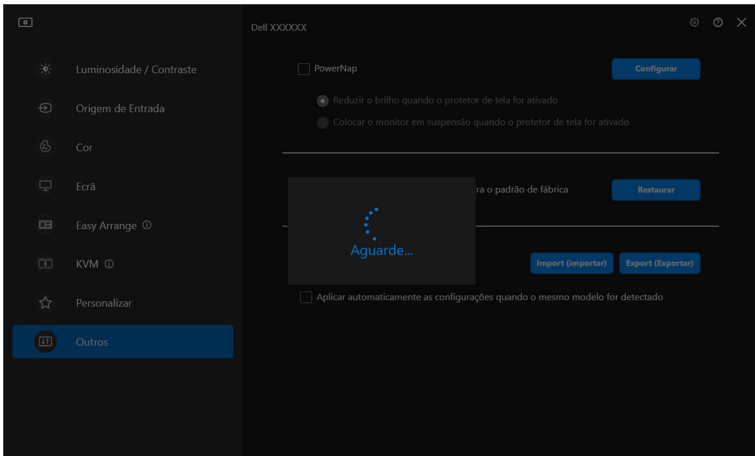 Dell XXXXXX
Luminosidade / Contraste
Origem de Entrada
Cor
Ecrã
Easy Arrange
KVM
Personalizar
Outros
PowerNap
Configurar
Reduzir o brilho quando o protetor de tela for ativado
Colocar o monitor em suspensão quando o protetor de tela for ativado
ra o padrão de fábrica
Restaurar
Aguarde...
Import (importar)
Export (Exportar)
Aplicar automaticamente as configurações quando o mesmo modelo for detectado